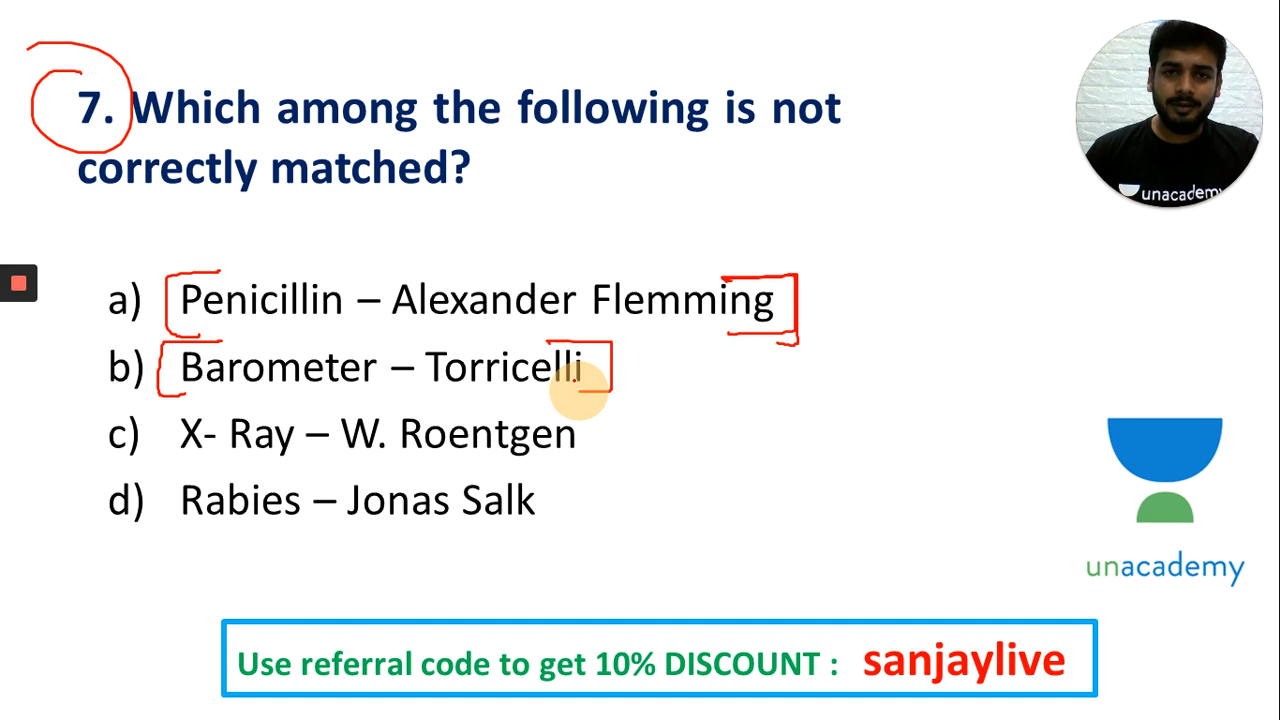 7. Which among the following is not
correctly matched?
unacademy
a) Penicillin – Alexander Flemming
b) Barometer – Torricelli
c) X- Ray – W. Roentgen
d) Rabies – Jonas Salk
unacademy
Use referral code to get 10% DISCOUNT : sanjaylive